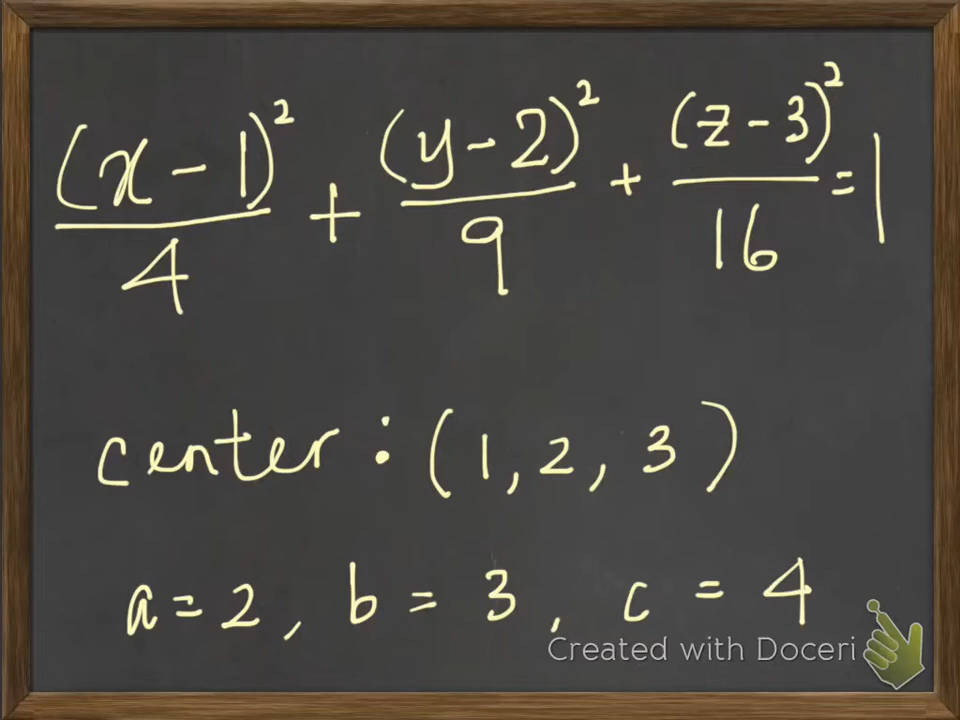 (x-1)²/4 + (y-2)²/9 + (z-3)²/16 = 1
center : (1, 2, 3)
a = 2, b = 3, c = 4
Created with Doceri